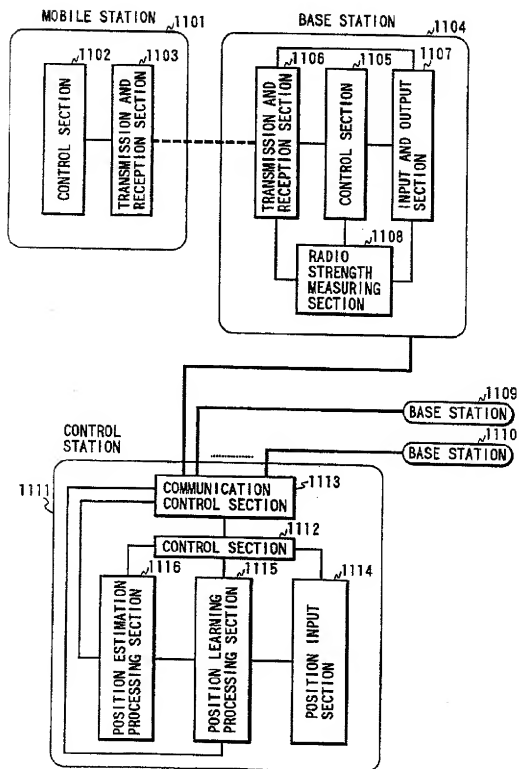 MOBILE STATION
1101
1102
1103
CONTROL SECTION
TRANSMISSION AND
RECEPTION SECTION
BASE STATION
1104
1106
1105
1107
TRANSMISSION AND
RECEPTION SECTION
CONTROL SECTION
INPUT AND OUTPUT
SECTION
1108
RADIO
STRENGTH
MEASURING
SECTION
1109
BASE STATION
1110
BASE STATION
CONTROL
STATION
1111
COMMUNICATION
CONTROL SECTION
1113
1112
CONTROL SECTION
1116
1115
1114
POSITION ESTIMATION
PROCESSING SECTION
POSITION LEARNING
PROCESSING SECTION
POSITION INPUT
SECTION